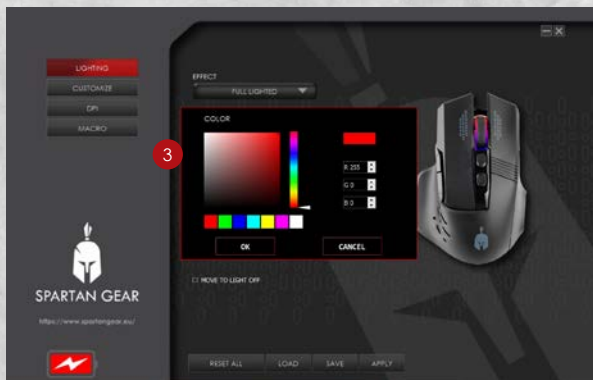 LIGHTING
CUSTOMIZE
DPI
MACRO
EFFECT
FULL LIGHTED
COLOR
3
R 255
G 0
B 0
OK
CANCEL
MOVE TO LIGHT OFF
SPARTAN GEAR
https://www.spartangear.eu/
RESET ALL
LOAD
SAVE
APPLY